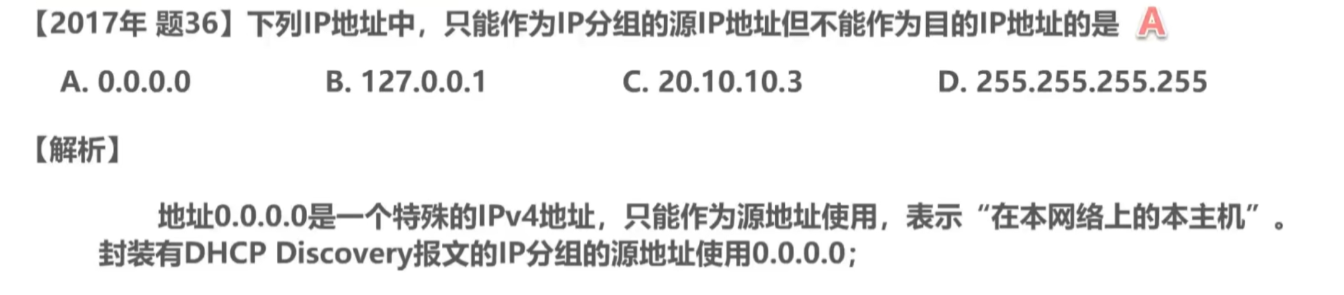 【2017年 题36】下列IP地址中，只能作为IP分组的源IP地址但不能作为目的IP地址的是 A
A. 0.0.0.0 B. 127.0.0.1 C. 20.10.10.3 D. 255.255.255.255
【解析】
地址0.0.0.0是一个特殊的IPv4地址，只能作为源地址使用，表示“在本网络上的本主机”。
封装有DHCP Discovery报文的IP分组的源地址使用0.0.0.0；